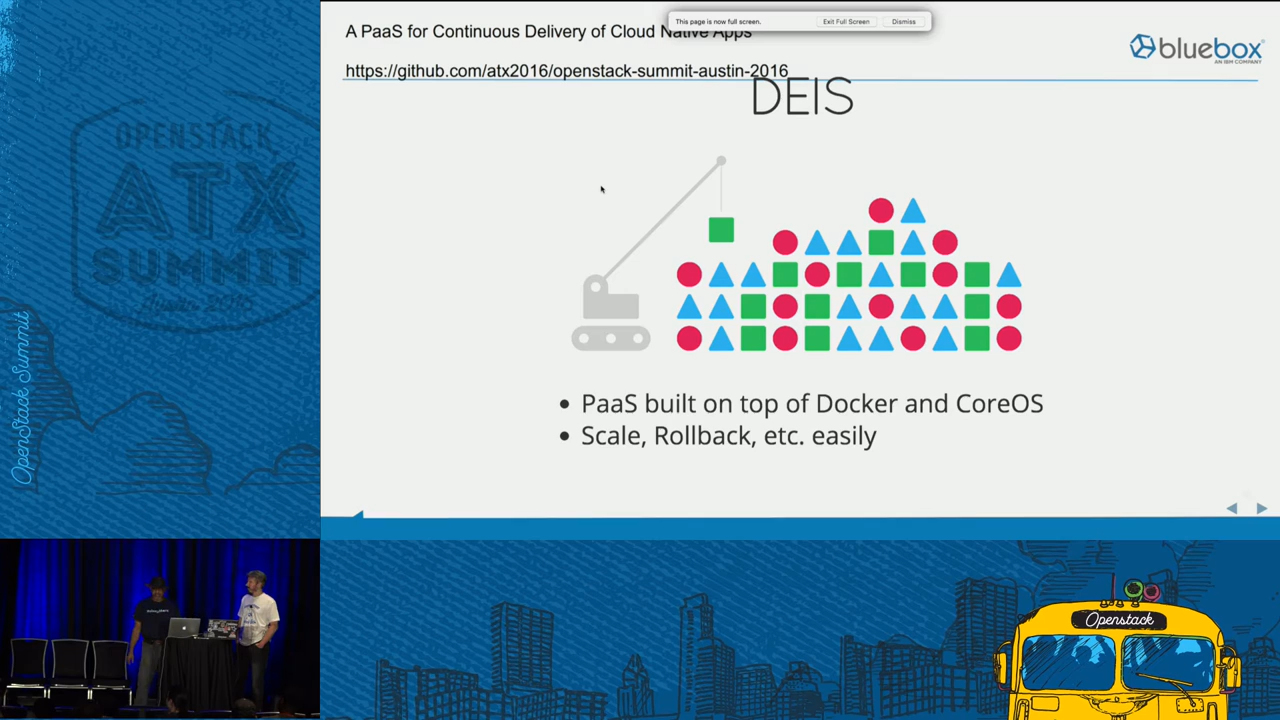 A PaaS for Continuous Delivery of Cloud Native Apps
This page is now full screen.
Exit Full Screen
Dismiss
https://github.com/atx2016/openstack-summit-austin-2016
bluebox
AN IBM COMPANY
DEIS
PaaS built on top of Docker and CoreOS
Scale, Rollback, etc. easily
OPENSTACK
ATX
SUMMIT
OpenStack Summit
Openstack